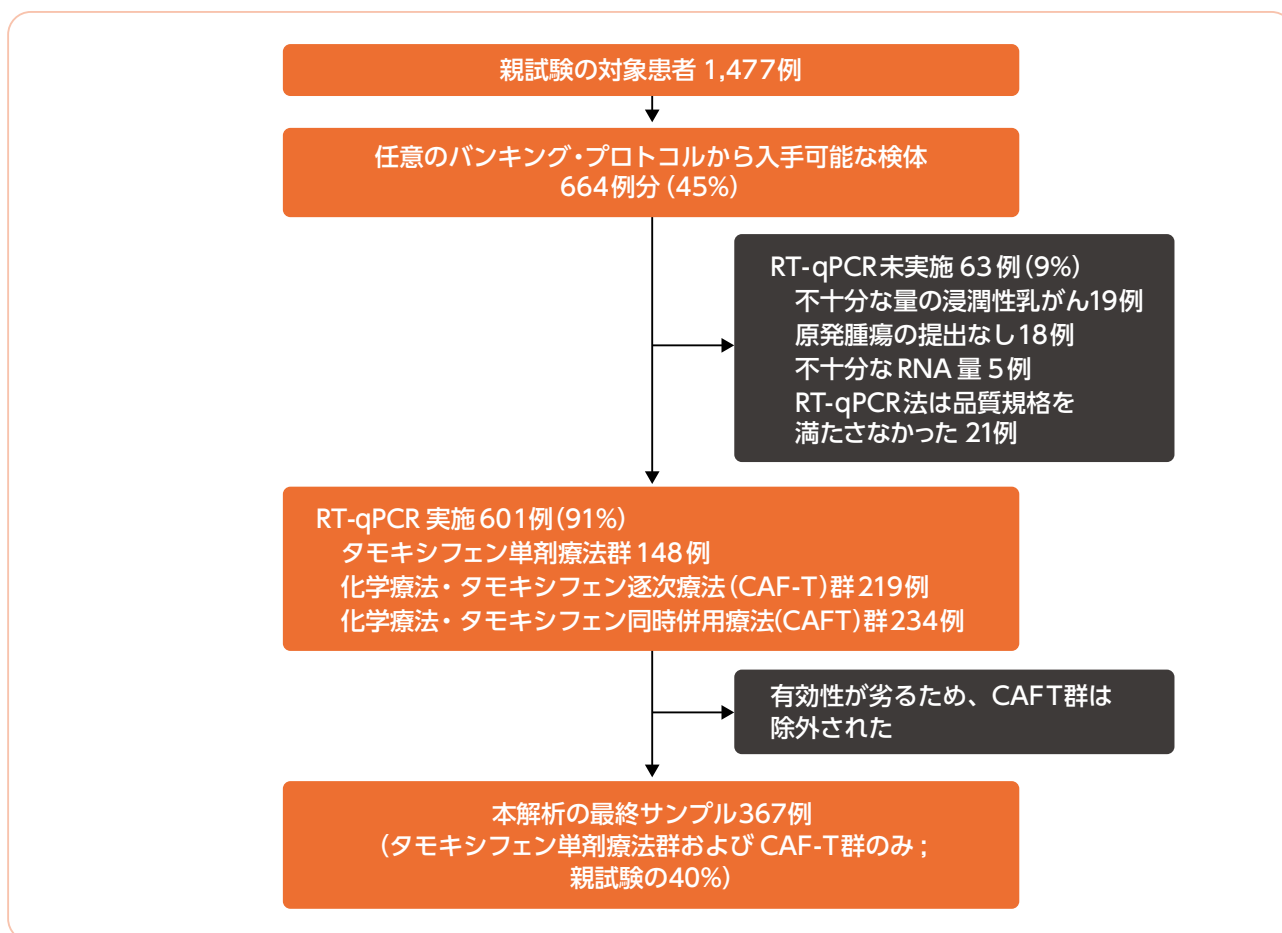 親試験の対象患者 1,477例
任意のバンキング・プロトコルから入手可能な検体
664例分 (45%)
RT-qPCR未実施 63例(9%)
不十分な量の浸潤性乳がん19例
原発腫瘍の提出なし18例
不十分なRNA量 5例
RT-qPCR法は品質規格を
満たさなかった 21例
RT-qPCR 実施 601例(91%)
タモキシフェン単剤療法群 148例
化学療法・タモキシフェン逐次療法(CAF-T)群219例
化学療法・タモキシフェン同時併用療法(CAFT)群234例
有効性が劣るため、CAFT群は
除外された
本解析の最終サンプル367例
(タモキシフェン単剤療法群および CAF-T群のみ;
親試験の40%)